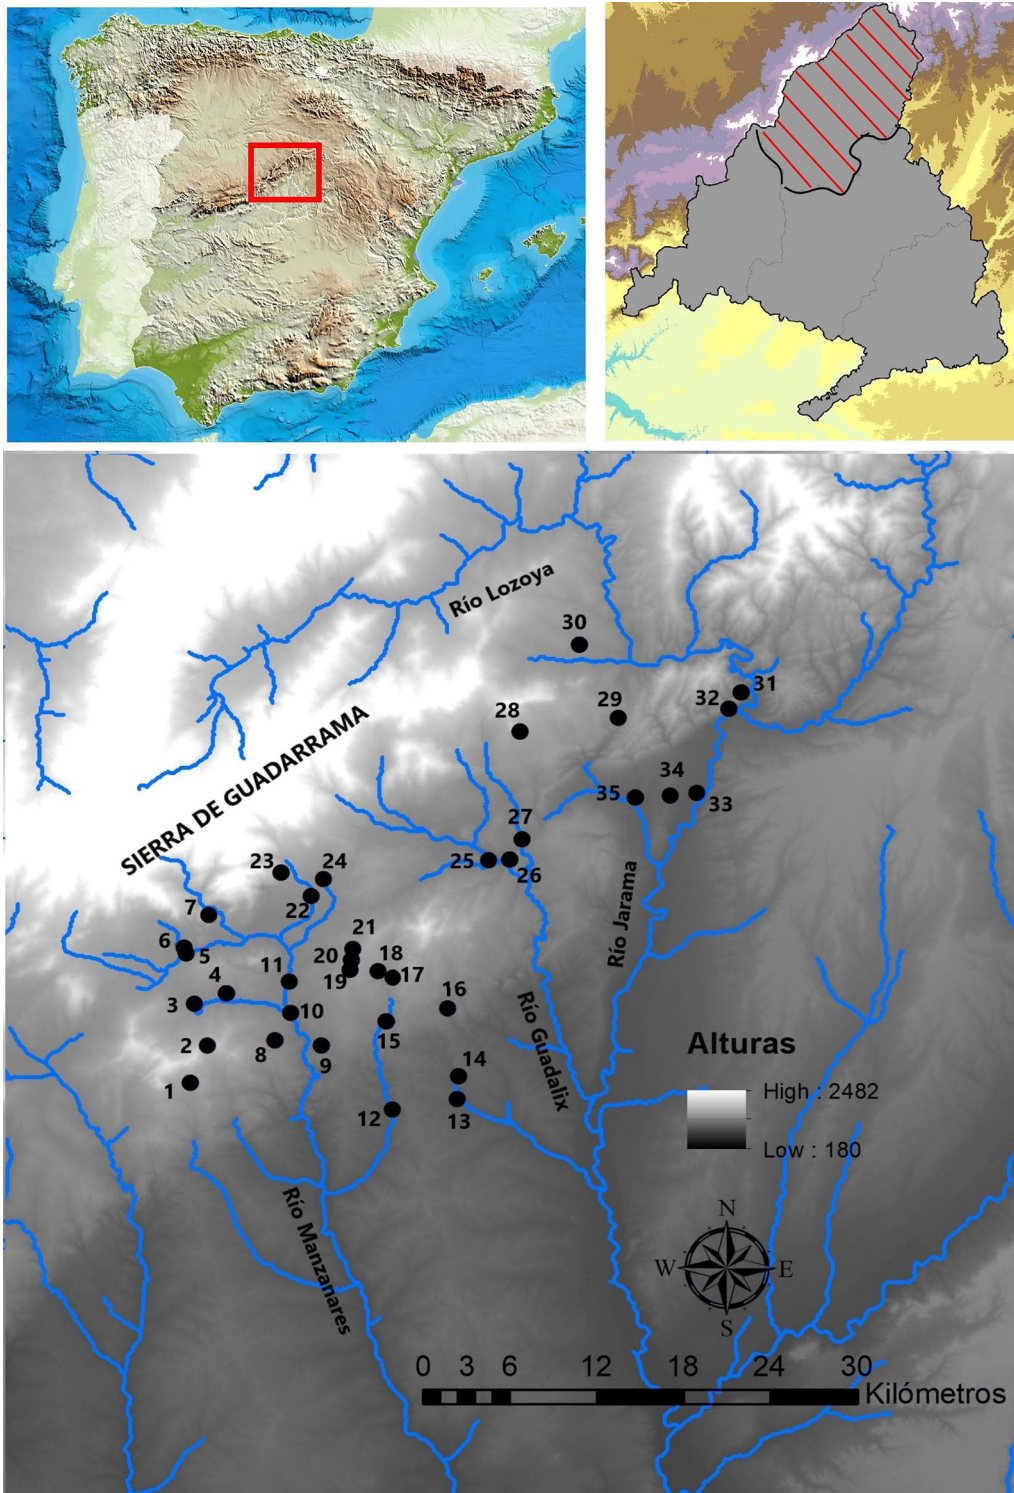 Río Lozoya
30
31
32
29
28
SIERRA DE GUADARRAMA
34
35
33
27
25
26
23
24
22
7
Río Jarama
21
6
5
20
18
19
17
11
4
3
16
10
15
Río Guadalix
2
8
9
Alturas
14
1
High : 2482
12
13
Low : 180
Río Manzanares
N
W
E
S
0 3 6 12 18 24 30
Kilómetros